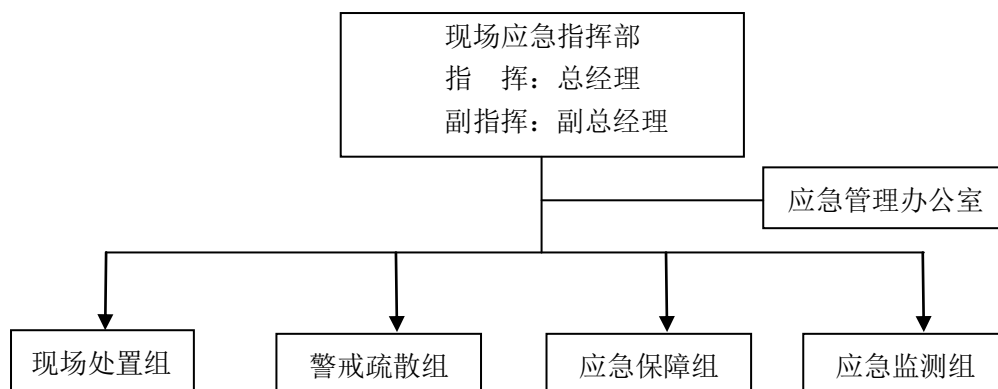 现场应急指挥部
指　挥：总经理
副指挥：副总经理
应急管理办公室
现场处置组
警戒疏散组
应急保障组
应急监测组